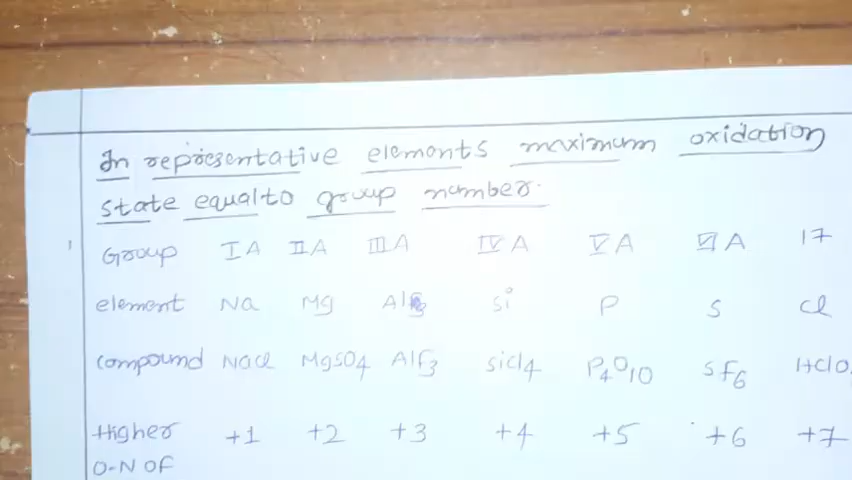 In representative elements maximum oxidation
state equalto group number.
Group IA IIA IIIA IVA VA VIA 17
element Na Mg Al Si P S Cl
compound NaCl MgSO4 AlF3 SiCl4 P4O10 SF6 HClO
Higher +1 +2 +3 +4 +5 +6 +7
O-N OF